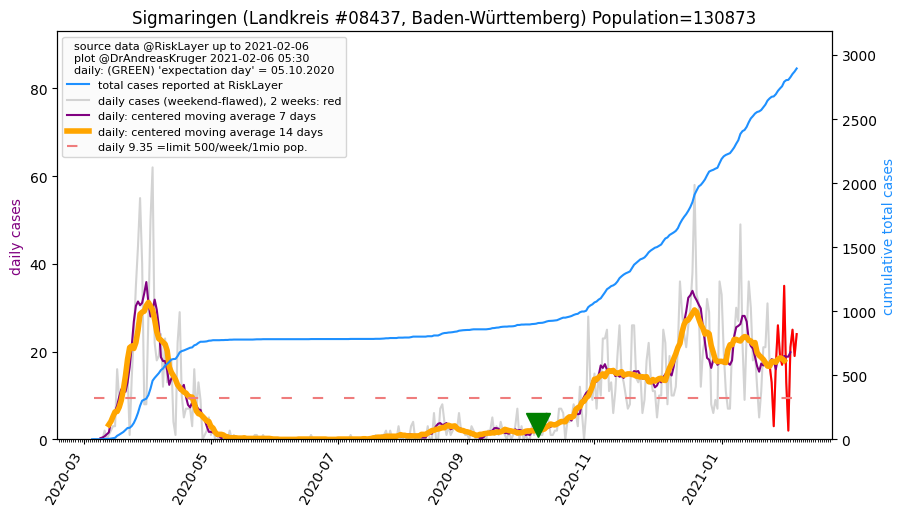 Sigmaringen (Landkreis #08437, Baden-Württemberg) Population=130873
source data @RiskLayer up to 2021-02-06
plot @DrAndreasKruger 2021-02-06 05:30
daily: (GREEN) 'expectation day' = 05.10.2020
total cases reported at RiskLayer
daily cases (weekend-flawed), 2 weeks: red
daily: centered moving average 7 days
daily: centered moving average 14 days
daily 9.35 =limit 500/week/1mio pop.
daily cases
0
20
40
60
80
cumulative total cases
0
500
1000
1500
2000
2500
3000
2020-03
2020-05
2020-07
2020-09
2020-11
2021-01